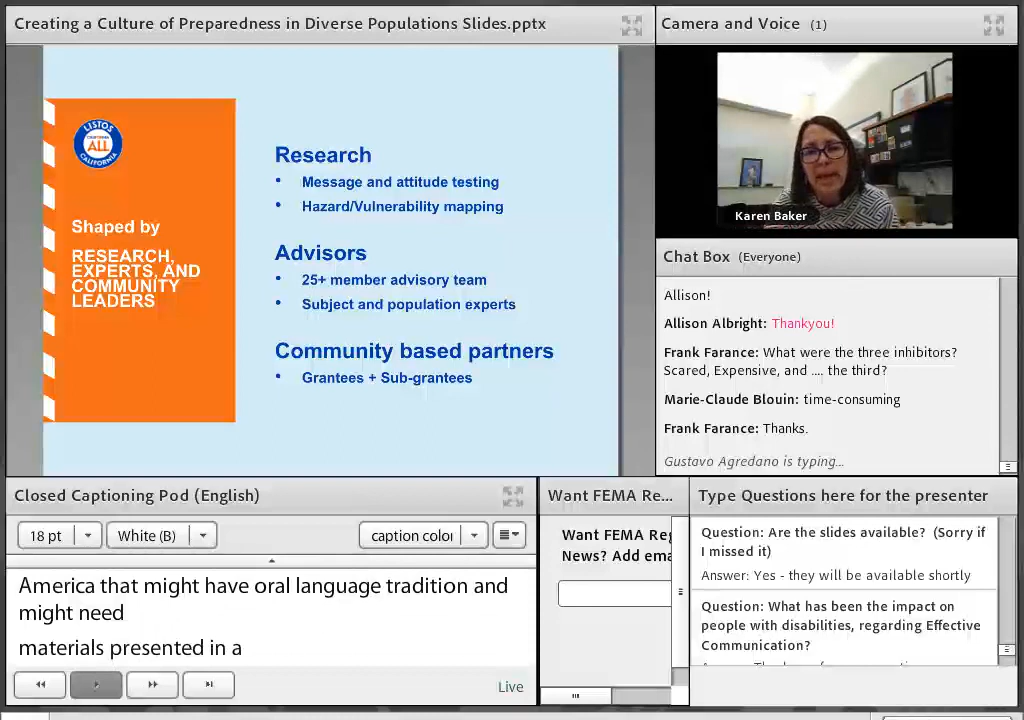 Creating a Culture of Preparedness in Diverse Populations Slides.pptx
LISTOS
CALIFORNIA
ALL
CALIFORNIA
Shaped by
RESEARCH,
EXPERTS, AND
COMMUNITY
LEADERS
Research
• Message and attitude testing
• Hazard/Vulnerability mapping
Advisors
• 25+ member advisory team
• Subject and population experts
Community based partners
• Grantees + Sub-grantees
Camera and Voice (1)
Karen Baker
Chat Box (Everyone)
Allison!
Allison Albright: Thankyou!
Frank Farance: What were the three inhibitors?
Scared, Expensive, and .... the third?
Marie-Claude Blouin: time-consuming
Frank Farance: Thanks.
Gustavo Agredano is typing...
Closed Captioning Pod (English)
18 pt
White (B)
caption color
America that might have oral language tradition and
might need
materials presented in a
Live
Want FEMA Re...
Want FEMA Reg
News? Add ema
Type Questions here for the presenter
Question: Are the slides available? (Sorry if
I missed it)
Answer: Yes - they will be available shortly
Question: What has been the impact on
people with disabilities, regarding Effective
Communication?